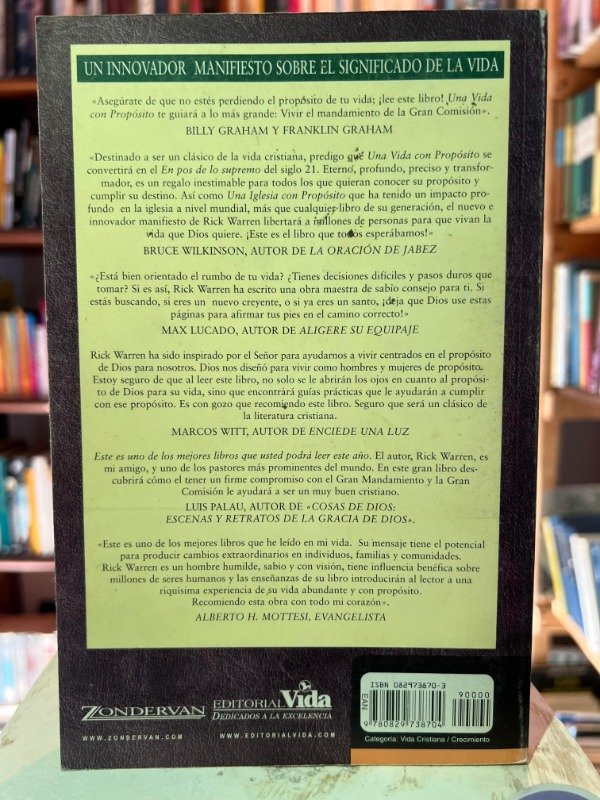 UN INNOVADOR MANIFIESTO SOBRE EL SIGNIFICADO DE LA VIDA
«Asegúrate de que no estés perdiendo el propósito de tu vida; ¡lee este libro! Una Vida
con Propósito te guiará a lo más grande: Vivir el mandamiento de la Gran Comisión».
BILLY GRAHAM Y FRANKLIN GRAHAM
«Destinado a ser un clásico de la vida cristiana, predigo que Una Vida con Propósito se
convertirá en el En pos de lo supremo del siglo 21. Eterno, profundo, preciso y transfor-
mador, es un regalo inestimable para todos los que quieran conocer su propósito y
cumplir su destino. Así como Una Iglesia con Propósito que ha tenido un impacto pro-
fundo en la iglesia a nivel mundial, más que cualquier libro de su generación, el nuevo e
innovador manifiesto de Rick Warren libertará a millones de personas para que vivan la
vida que Dios quiere. ¡Este es el libro que todos esperábamos!»
BRUCE WILKINSON, AUTOR DE LA ORACIÓN DE JABEZ
«¿Está bien orientado el rumbo de tu vida? ¿Tienes decisiones difíciles y pasos duros que
tomar? Si es así, Rick Warren ha escrito una obra maestra de sabio consejo para ti. Si
estás buscando, si eres un nuevo creyente, o si ya eres un santo, ¡deja que Dios use estas
páginas para afirmar tus pies en el camino correcto!»
MAX LUCADO, AUTOR DE ALIGERE SU EQUIPAJE
Rick Warren ha sido inspirado por el Señor para ayudarnos a vivir centrados en el propósito
de Dios para nosotros. Dios nos diseñó para vivir como hombres y mujeres de propósito.
Estoy seguro de que al leer este libro, no solo se le abrirán los ojos en cuanto al propósi-
to de Dios para su vida, sino que encontrará guías prácticas que le ayudarán a cumplir
con ese propósito. Es con gozo que recomiendo este libro. Seguro que será un clásico de
la literatura cristiana.
MARCOS WITT, AUTOR DE ENCIEDE UNA LUZ
Este es uno de los mejores libros que usted podrá leer este año. El autor, Rick Warren, es
mi amigo, y uno de los pastores más prominentes del mundo. En este gran libro des-
cubrirá cómo el tener un firme compromiso con el Gran Mandamiento y la Gran
Comisión le ayudará a ser un muy buen cristiano.
LUIS PALAU, AUTOR DE «COSAS DE DIOS:
ESCENAS Y RETRATOS DE LA GRACIA DE DIOS».
«Este es uno de los mejores libros que he leído en mi vida. Su mensaje tiene el potencial
para producir cambios extraordinarios en individuos, familias y comunidades.
Rick Warren es un hombre humilde, sabio y con visión, tiene influencia benéfica sobre
millones de seres humanos y las enseñanzas de su libro introducirán al lector a una
riquísima experiencia de su vida abundante y con propósito.
Recomiendo esta obra con todo mi corazón».
ALBERTO H. MOTTESI, EVANGELISTA
ZONDERVAN
WWW.ZONDERVAN.COM
EDITORIAL Vida
DEDICADOS A LA EXCELENCIA
WWW.EDITORIALVIDA.COM
ISBN 082973870-3
90000
EAN
9 780829 738704
Categoría: Vida Cristiana / Crecimiento